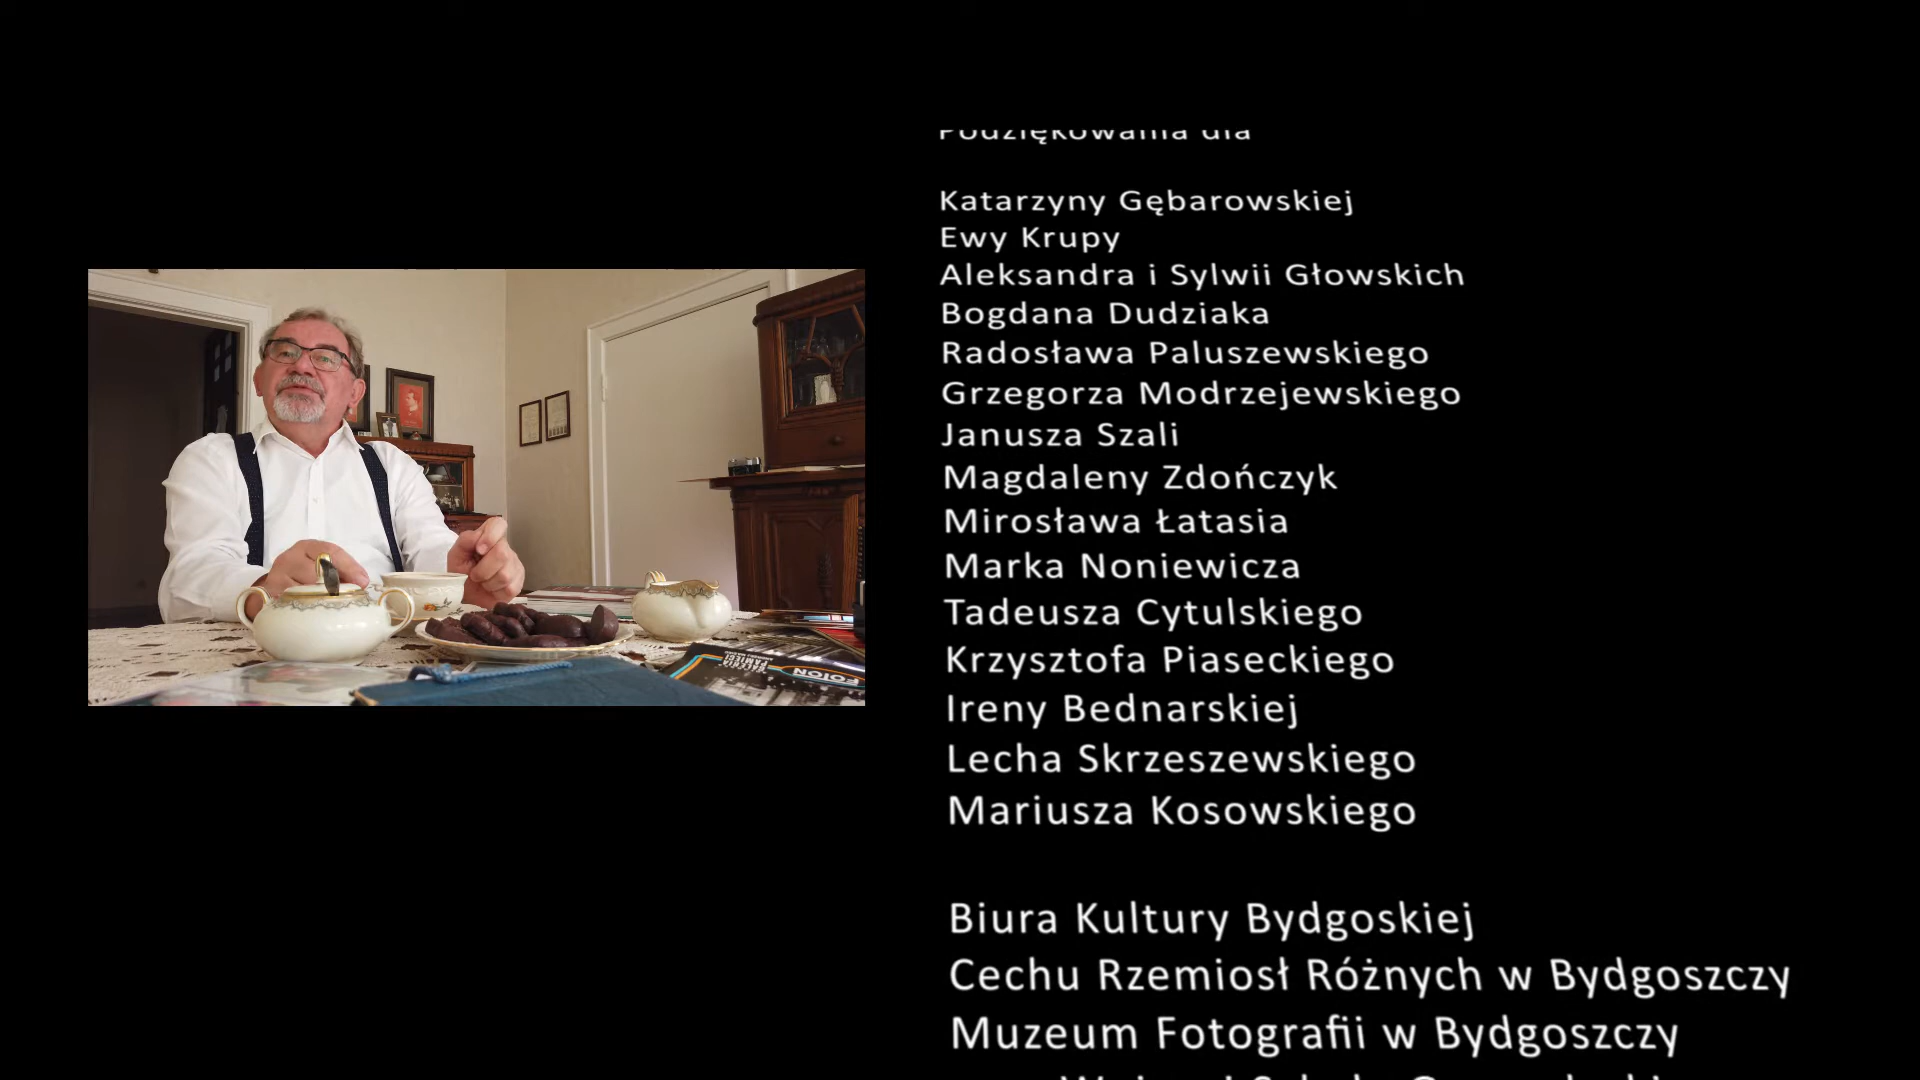 Podziękowania dla
Katarzyny Gębarowskiej
Ewy Krupy
Aleksandra i Sylwii Głowskich
Bogdana Dudziaka
Radosława Paluszewskiego
Grzegorza Modrzejewskiego
Janusza Szali
Magdaleny Zdończyk
Mirosława Łatasia
Marka Noniewicza
Tadeusza Cytulskiego
Krzysztofa Piaseckiego
Ireny Bednarskiej
Lecha Skrzeszewskiego
Mariusza Kosowskiego
Biura Kultury Bydgoskiej
Cechu Rzemiosł Różnych w Bydgoszczy
Muzeum Fotografii w Bydgoszczy
FOTON